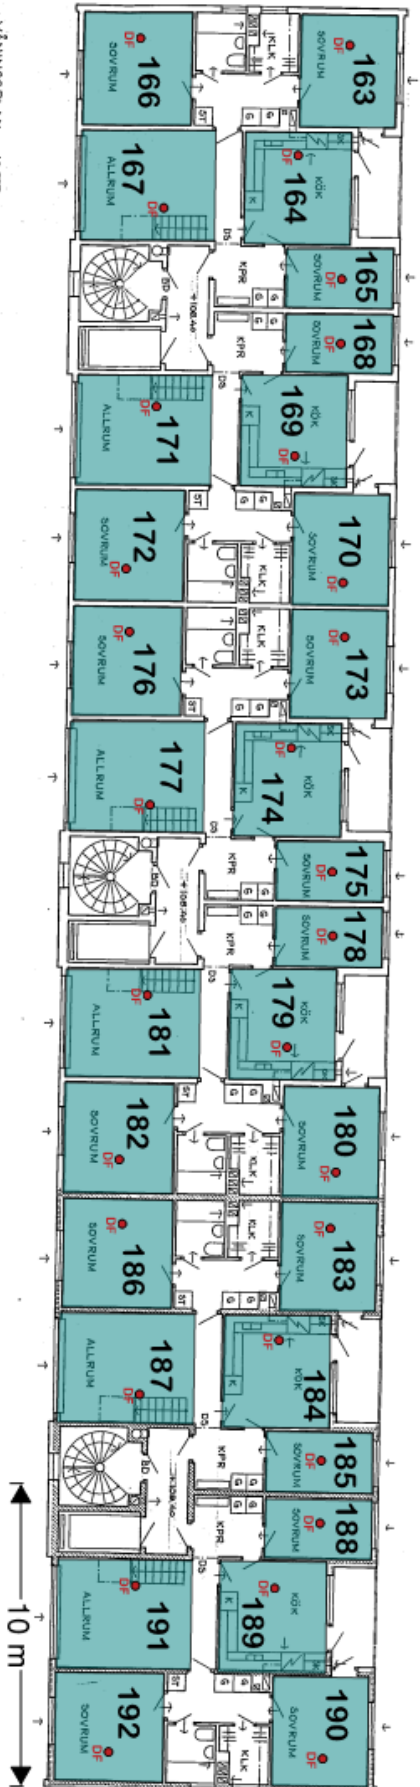 166
SOVRUM
DF
KLK
163
SOVRUM
DF
ST
G
G
167
ALLRUM
DF
164
KÖK
DF
K
DS
BD
+108.40
KPR
G
G
165
SOVRUM
DF
KPR
G
G
168
SOVRUM
DF
DS
171
ALLRUM
DF
169
KÖK
DF
K
ST
G
G
172
SOVRUM
DF
KLK
170
SOVRUM
DF
176
SOVRUM
DF
KLK
173
SOVRUM
DF
ST
G
G
177
ALLRUM
DF
174
KÖK
DF
K
DS
BD
+108.40
KPR
G
G
175
SOVRUM
DF
KPR
G
G
178
SOVRUM
DF
DS
181
ALLRUM
DF
179
KÖK
DF
K
ST
G
G
182
SOVRUM
DF
KLK
180
SOVRUM
DF
186
SOVRUM
DF
KLK
183
SOVRUM
DF
ST
G
G
187
ALLRUM
DF
184
KÖK
DF
K
DS
BD
KPR
G
G
185
SOVRUM
DF
KPR
G
G
188
SOVRUM
DF
DS
191
ALLRUM
DF
189
KÖK
DF
K
ST
G
G
192
SOVRUM
DF
KLK
190
SOVRUM
DF
10 m